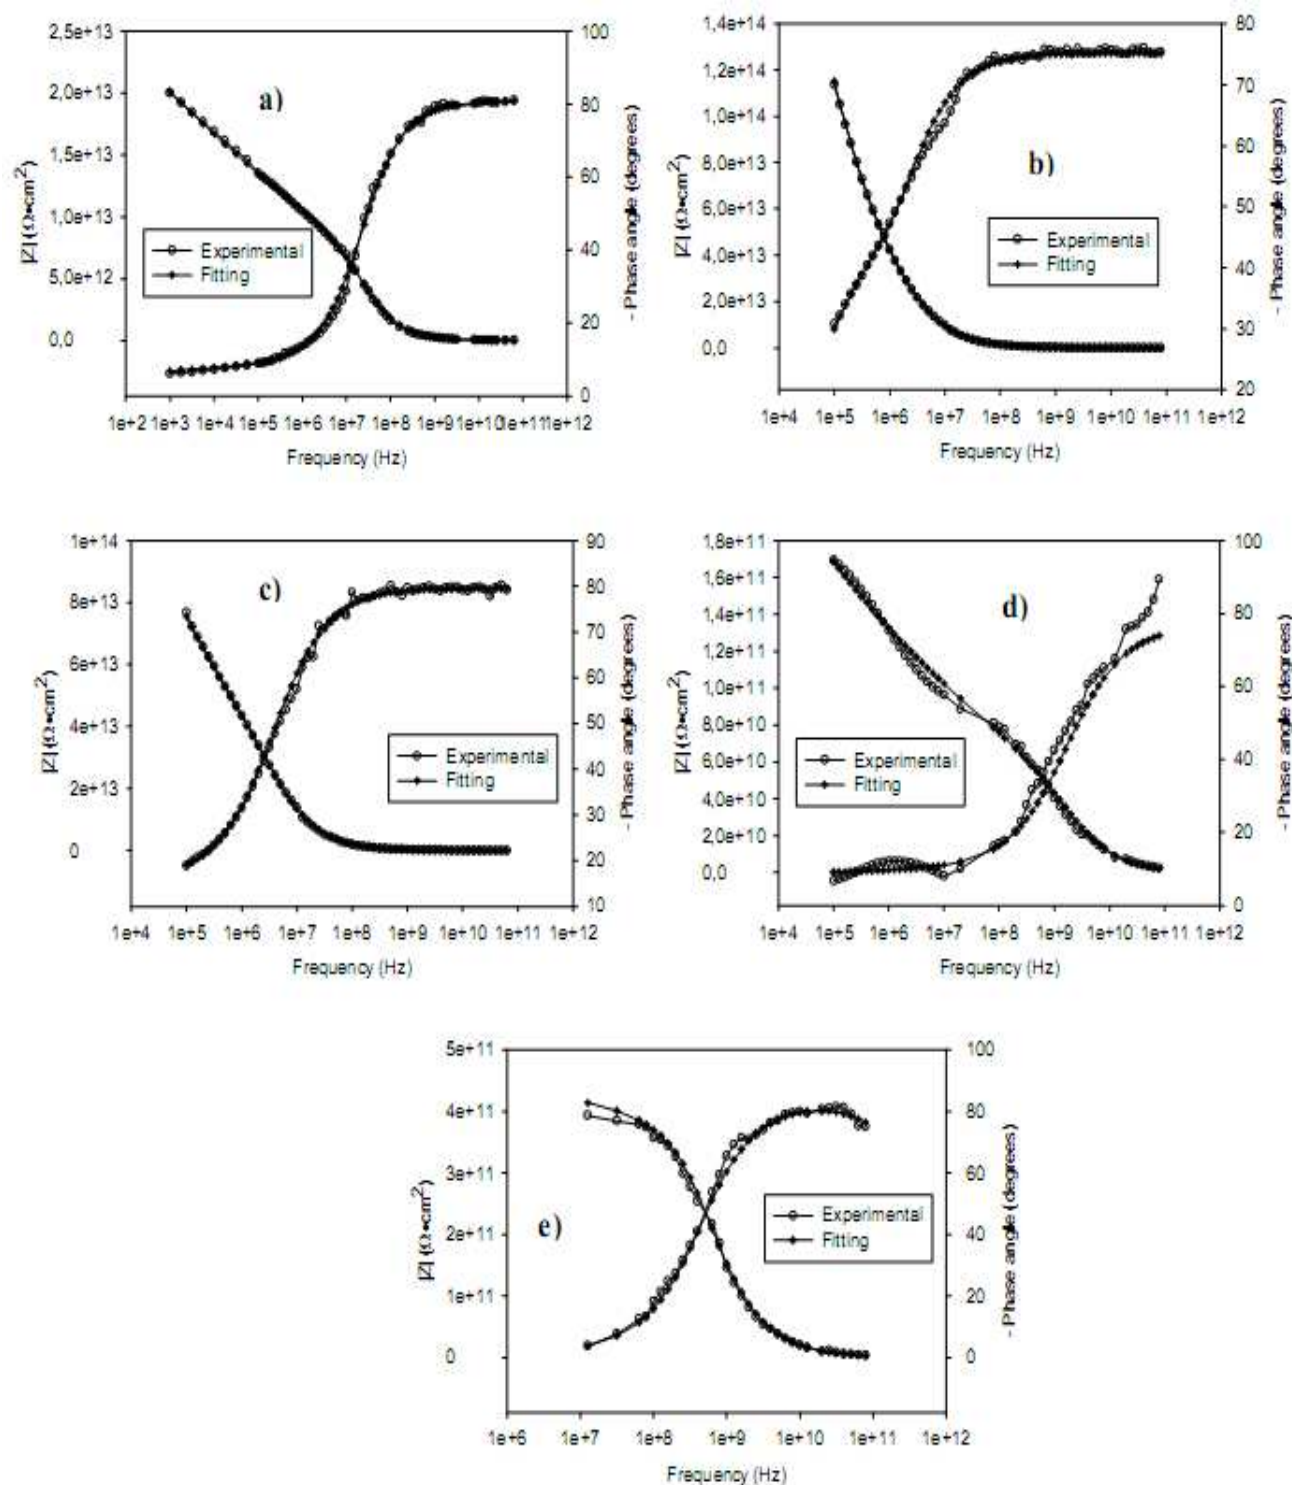 a)
2,5e+13
2,0e+13
1,5e+13
1,0e+13
5,0e+12
0,0
|Z| (Ω•cm²)
100
80
60
40
20
0
- Phase angle (degrees)
Experimental
Fitting
1e+2 1e+3 1e+4 1e+5 1e+6 1e+7 1e+8 1e+9 1e+10 1e+11 1e+12
Frequency (Hz)
b)
1,4e+14
1,2e+14
1,0e+14
8,0e+13
6,0e+13
4,0e+13
2,0e+13
0,0
|Z| (Ω•cm²)
80
70
60
50
40
30
20
- Phase angle (degrees)
Experimental
Fitting
1e+4 1e+5 1e+6 1e+7 1e+8 1e+9 1e+10 1e+11 1e+12
Frequency (Hz)
c)
1e+14
8e+13
6e+13
4e+13
2e+13
0
|Z| (Ω•cm²)
90
80
70
60
50
40
30
20
10
- Phase angle (degrees)
Experimental
Fitting
1e+4 1e+5 1e+6 1e+7 1e+8 1e+9 1e+10 1e+11 1e+12
Frequency (Hz)
d)
1,8e+11
1,6e+11
1,4e+11
1,2e+11
1,0e+11
8,0e+10
6,0e+10
4,0e+10
2,0e+10
0,0
|Z| (Ω•cm²)
100
80
60
40
20
0
- Phase angle (degrees)
Experimental
Fitting
1e+4 1e+5 1e+6 1e+7 1e+8 1e+9 1e+10 1e+11 1e+12
Frequency (Hz)
e)
5e+11
4e+11
3e+11
2e+11
1e+11
0
|Z| (Ω•cm²)
100
80
60
40
20
0
- Phase angle (degrees)
Experimental
Fitting
1e+6 1e+7 1e+8 1e+9 1e+10 1e+11 1e+12
Frequency (Hz)